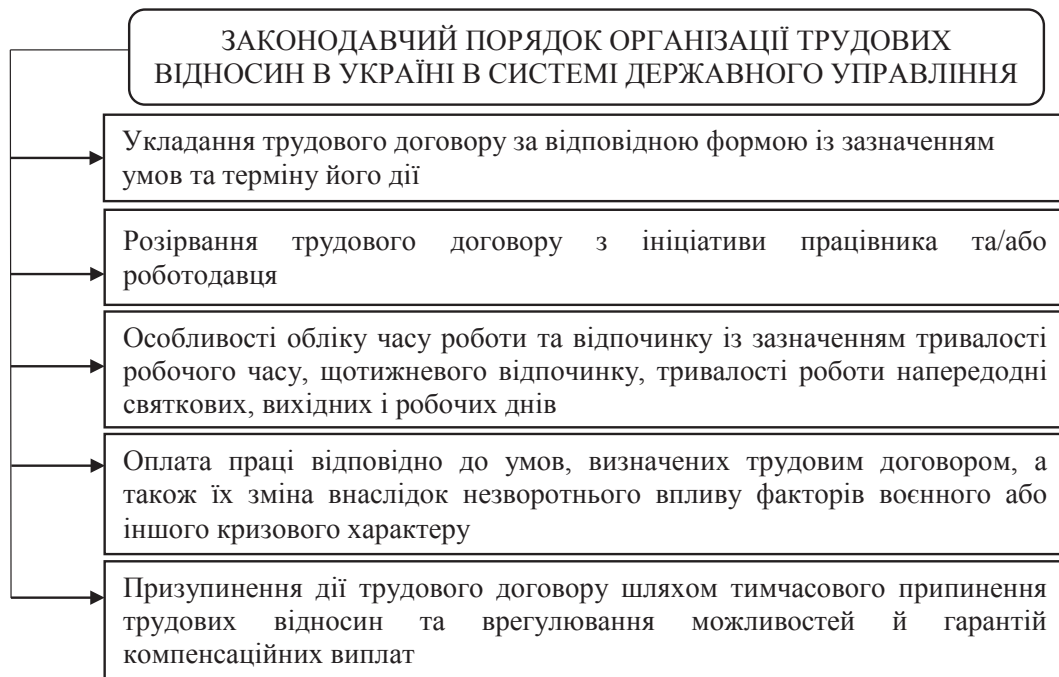 ЗАКОНОДАВЧИЙ ПОРЯДОК ОРГАНІЗАЦІЇ ТРУДОВИХ
ВІДНОСИН В УКРАЇНІ В СИСТЕМІ ДЕРЖАВНОГО УПРАВЛІННЯ
Укладання трудового договору за відповідною формою із зазначенням
умов та терміну його дії
Розірвання трудового договору з ініціативи працівника та/або
роботодавця
Особливості обліку часу роботи та відпочинку із зазначенням тривалості
робочого часу, щотижневого відпочинку, тривалості роботи напередодні
святкових, вихідних і робочих днів
Оплата праці відповідно до умов, визначених трудовим договором, а
також їх зміна внаслідок незворотнього впливу факторів воєнного або
іншого кризового характеру
Призупинення дії трудового договору шляхом тимчасового припинення
трудових відносин та врегулювання можливостей й гарантій
компенсаційних виплат